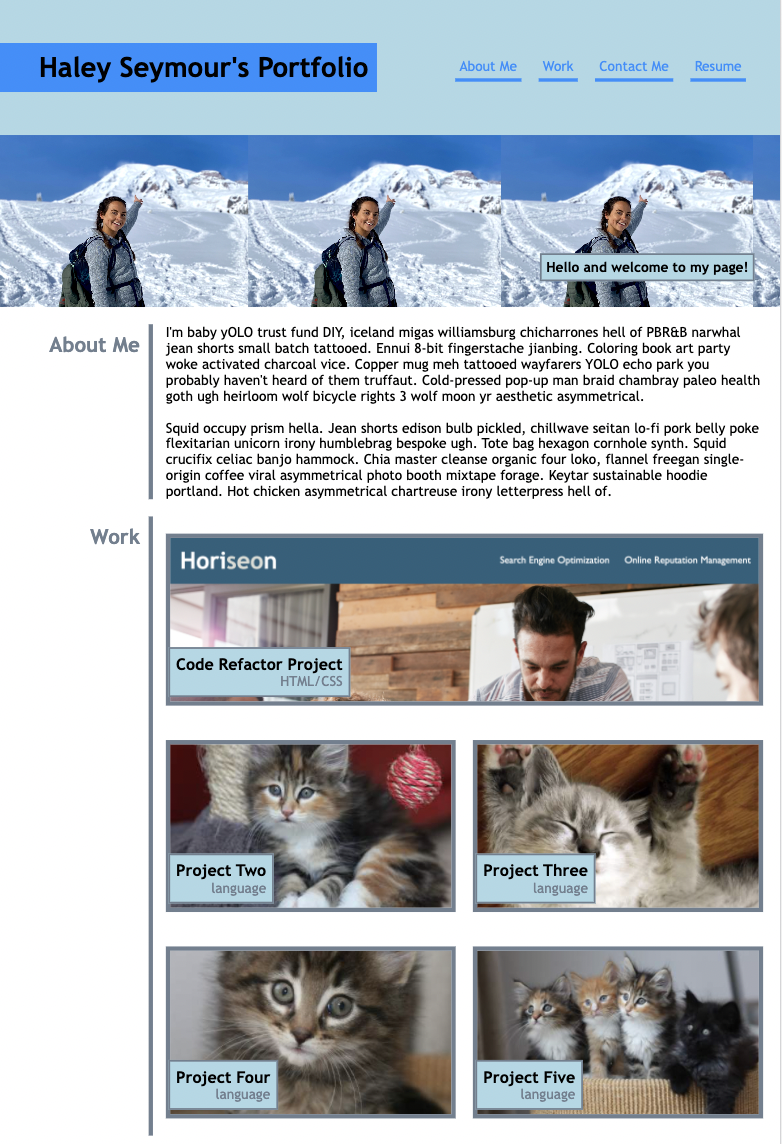 Haley Seymour's Portfolio
About Me Work Contact Me Resume
Hello and welcome to my page!
About Me
I'm baby yOLO trust fund DIY, iceland migas williamsburg chicharrones hell of PBR&B narwhal
jean shorts small batch tattooed. Ennui 8-bit fingerstache jianbing. Coloring book art party
woke activated charcoal vice. Copper mug meh tattooed wayfarers YOLO echo park you
probably haven't heard of them truffaut. Cold-pressed pop-up man braid chambray paleo health
goth ugh heirloom wolf bicycle rights 3 wolf moon yr aesthetic asymmetrical.
Squid occupy prism hella. Jean shorts edison bulb pickled, chillwave seitan lo-fi pork belly poke
flexitarian unicorn irony humblebrag bespoke ugh. Tote bag hexagon cornhole synth. Squid
crucifix celiac banjo hammock. Chia master cleanse organic four loko, flannel freegan single-
origin coffee viral asymmetrical photo booth mixtape forage. Keytar sustainable hoodie
portland. Hot chicken asymmetrical chartreuse irony letterpress hell of.
Work
Horiseon
Search Engine Optimization Online Reputation Management
Code Refactor Project
HTML/CSS
Project Two
language
Project Three
language
Project Four
language
Project Five
language